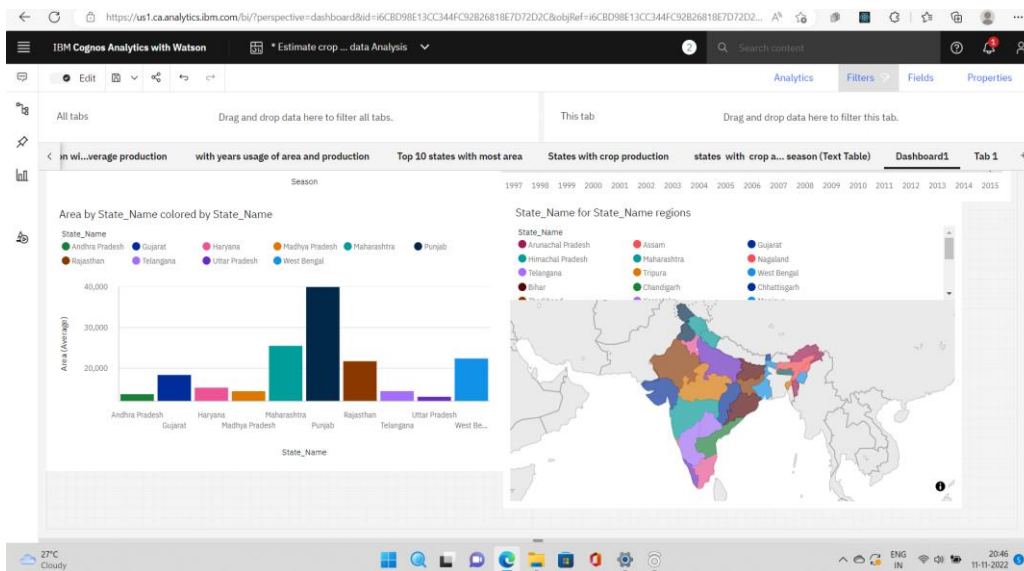 https://us1.ca.analytics.ibm.com/bi/?perspective=dashboard&id=i6CBD98E13CC344FC92B26818E7D72D2C&objRef=i6CBD98E13CC344FC92B26818E7D72D2...
IBM Cognos Analytics with Watson
* Estimate crop ... data Analysis
2
Search content
Edit
Analytics
Filters
Fields
Properties
All tabs
Drag and drop data here to filter all tabs.
This tab
Drag and drop data here to filter this tab.
on wi...verage production
with years usage of area and production
Top 10 states with most area
States with crop production
states with crop a... season (Text Table)
Dashboard1
Tab 1
Season
1997 1998 1999 2000 2001 2002 2003 2004 2005 2006 2007 2008 2009 2010 2011 2012 2013 2014 2015
Area by State_Name colored by State_Name
State_Name
Andhra Pradesh Gujarat Haryana Madhya Pradesh Maharashtra Punjab
Rajasthan Telangana Uttar Pradesh West Bengal
40,000
30,000
20,000
Area (Average)
Andhra Pradesh Haryana Maharashtra Rajasthan Uttar Pradesh
Gujarat Madhya Pradesh Punjab Telangana West Be...
State_Name
State_Name for State_Name regions
State_Name
Arunachal Pradesh Assam Gujarat
Himachal Pradesh Maharashtra Nagaland
Telangana Tripura West Bengal
Bihar Chandigarh Chhattisgarh
27°C
Cloudy
ENG
IN
20:46
11-11-2022